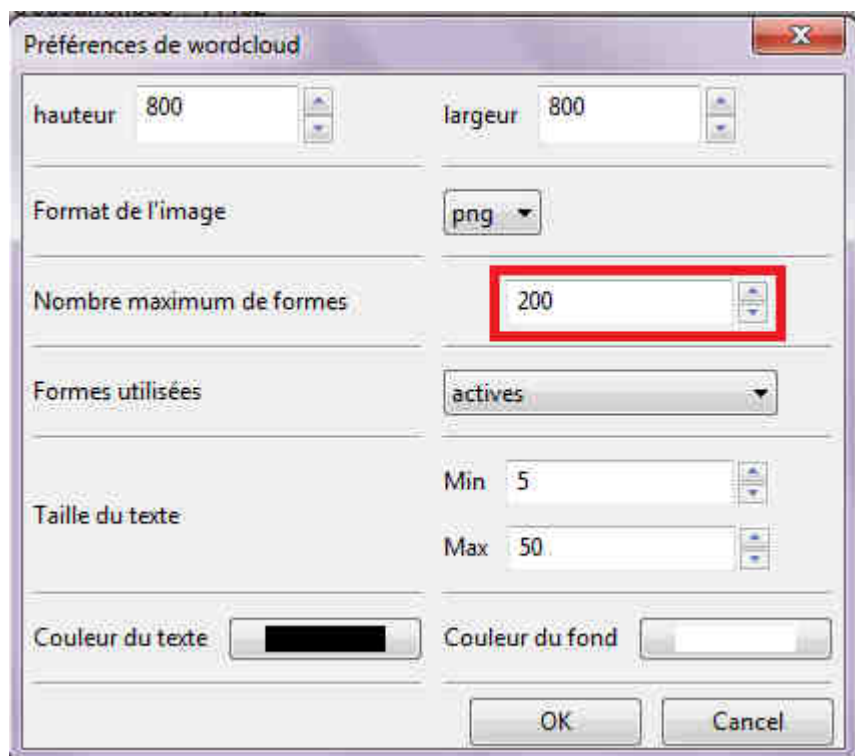 Préférences de wordcloud
hauteur 800 largeur 800
Format de l'image png
Nombre maximum de formes 200
Formes utilisées actives
Min 5
Taille du texte
Max 50
Couleur du texte Couleur du fond
OK Cancel